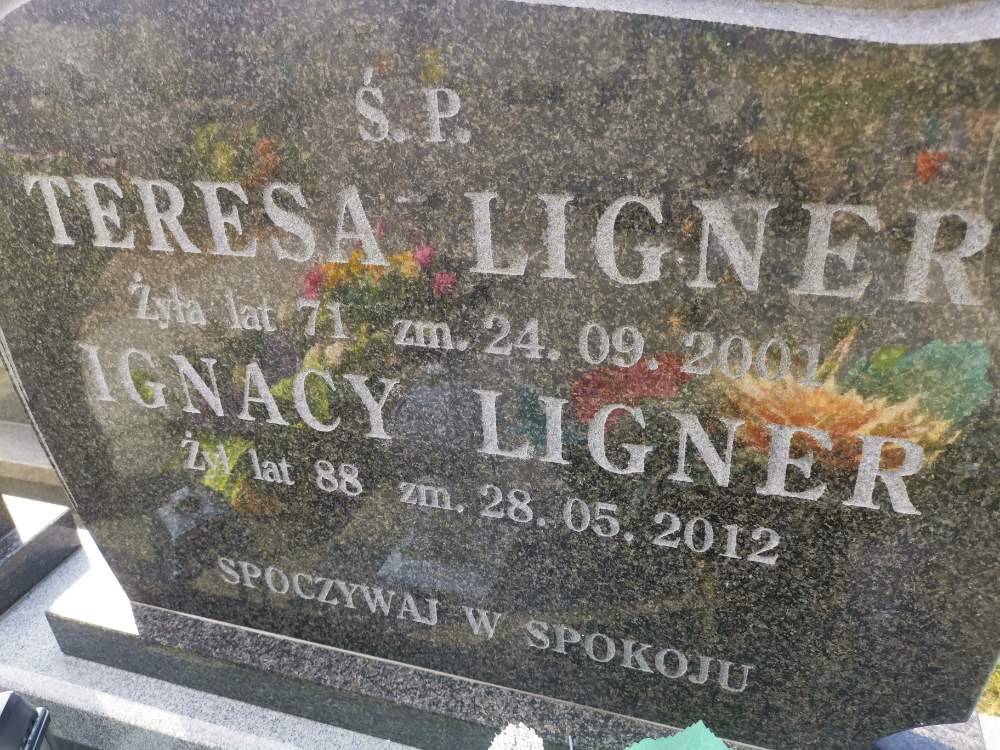 Ś. P.
TERESA LIGNER
Żyła lat 71 zm. 24. 09. 2001
IGNACY LIGNER
Żył lat 88 zm. 28. 05. 2012
SPOCZYWAJ W SPOKOJU